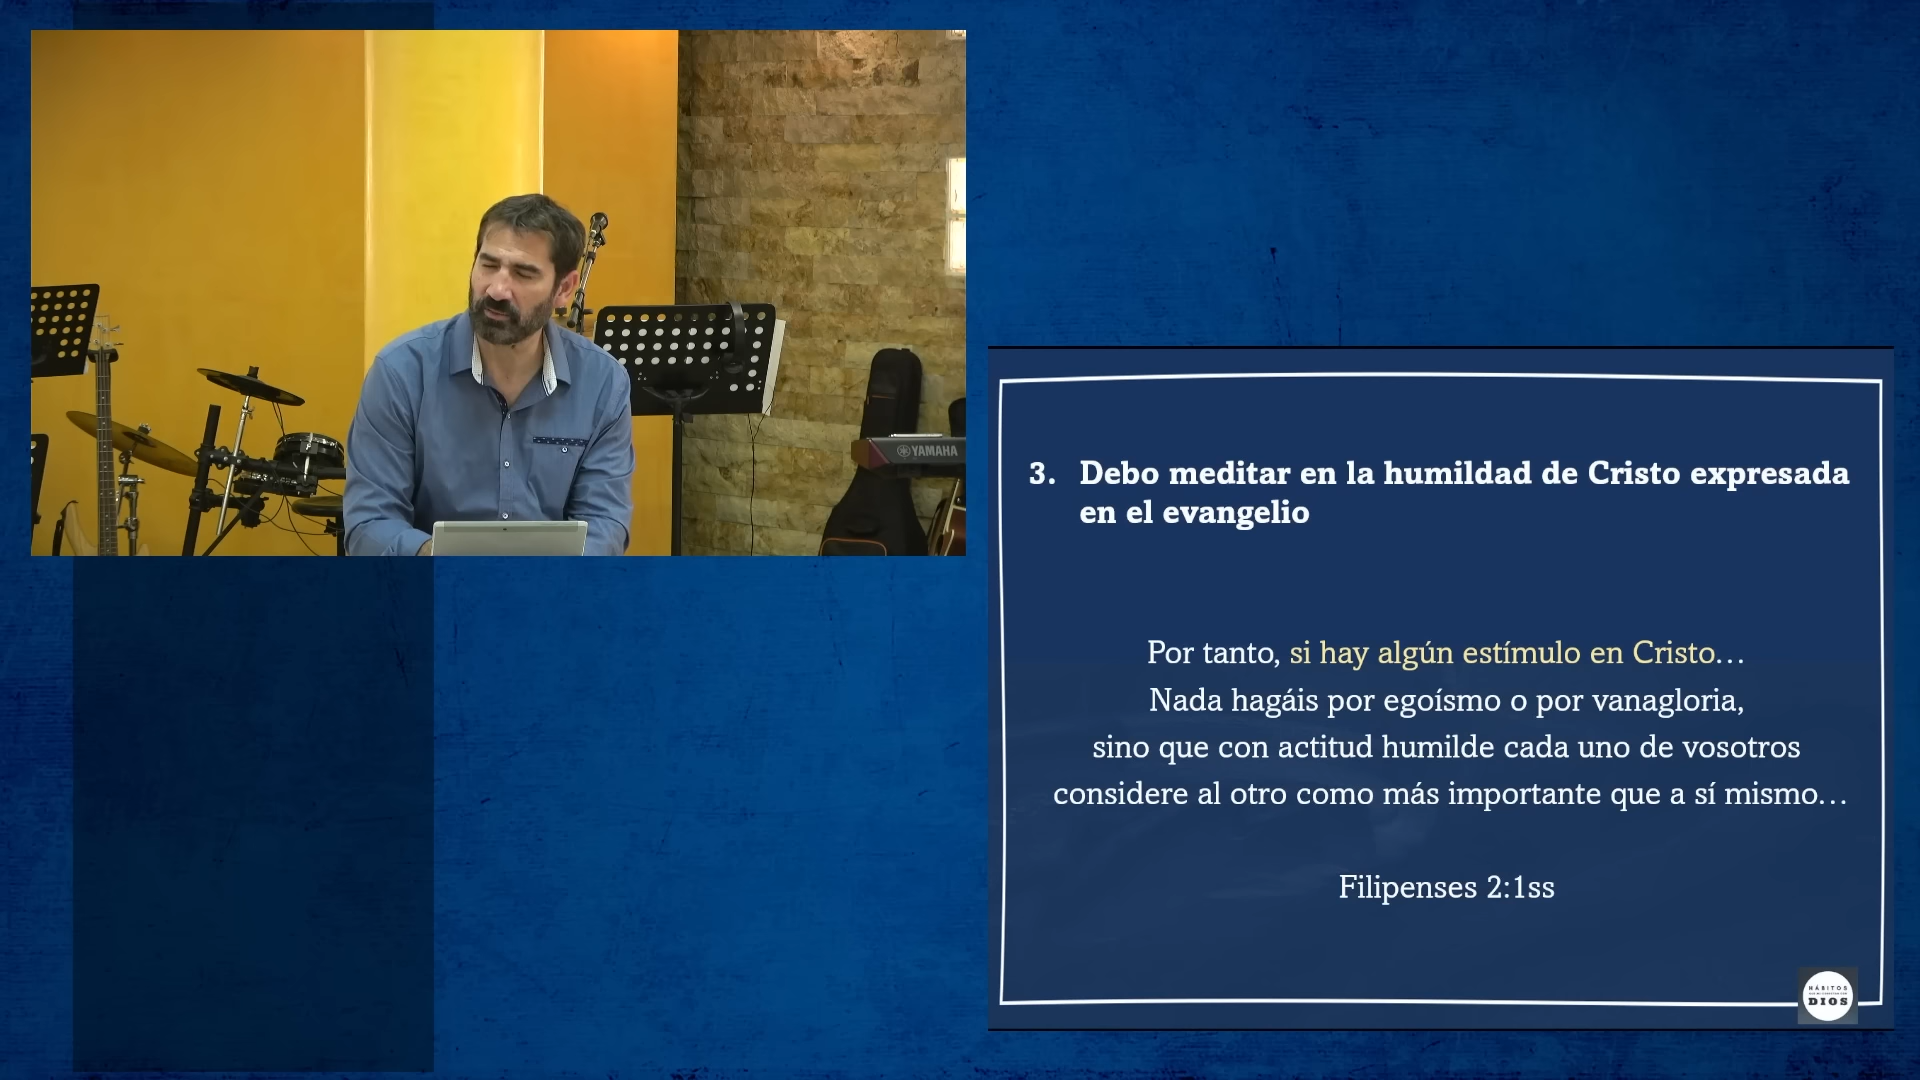 YAMAHA
3. Debo meditar en la humildad de Cristo expresada
en el evangelio
Por tanto, si hay algún estímulo en Cristo…
Nada hagáis por egoísmo o por vanagloria,
sino que con actitud humilde cada uno de vosotros
considere al otro como más importante que a sí mismo…
Filipenses 2:1ss
HÁBITOS
DIOS